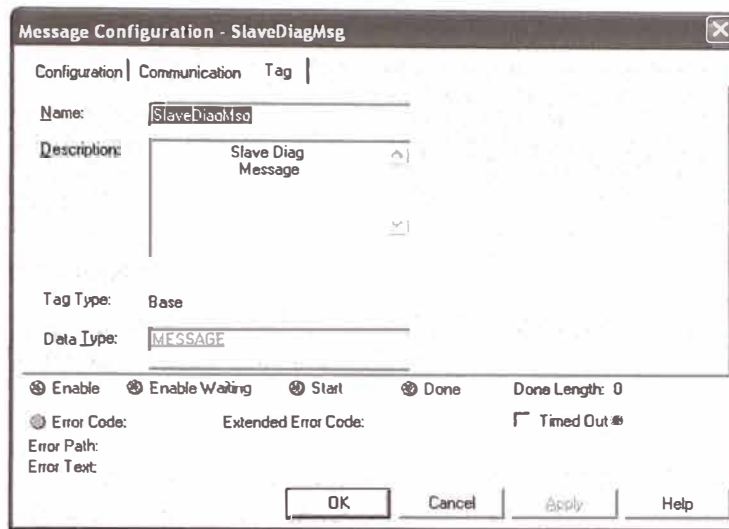 Message Configuration - SlaveDiagMsg
Configuration Communication Tag
Name: SlaveDiagMsg
Description: Slave Diag
Message
Tag Type: Base
Data Type: MESSAGE
Enable Enable Waiting Start Done Done Length: 0
Error Code: Extended Error Code: Timed Out
Error Path:
Error Text:
OK Cancel Apply Help